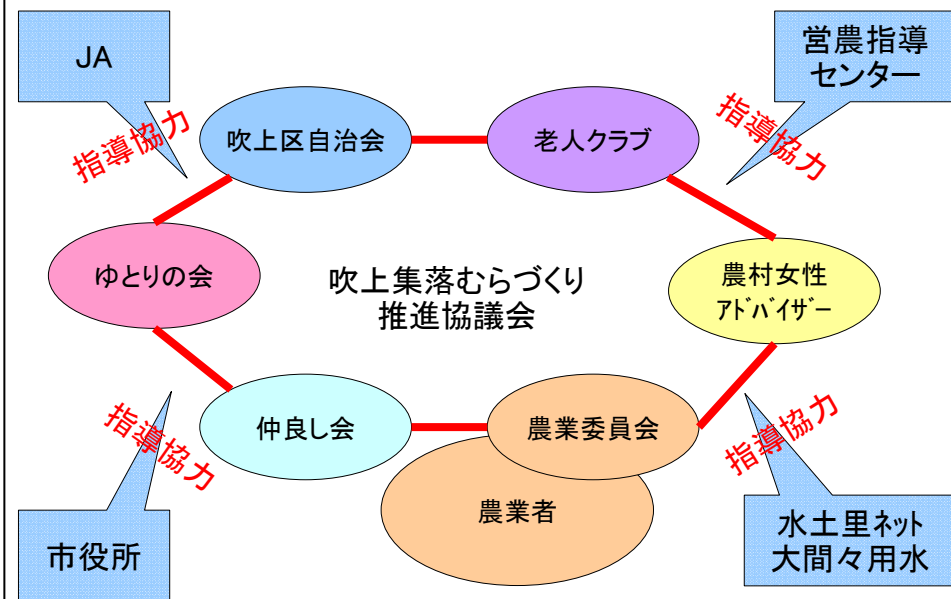 JA
営農指導
センター
指導協力
吹上区自治会
老人クラブ
指導協力
ゆとりの会
吹上集落むらづくり
推進協議会
農村女性
ｱﾄﾞﾊﾞｲｻﾞｰ
指導協力
仲良し会
農業委員会
指導協力
農業者
市役所
水土里ネット
大間々用水